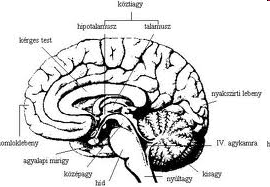 köztiagy
hipotalamusz talamusz
kérges test
nyakszirti lebeny
homloklebeny
IV. agykamra
agyalapi mirigy
középagy
nyúltagy kisagy
híd